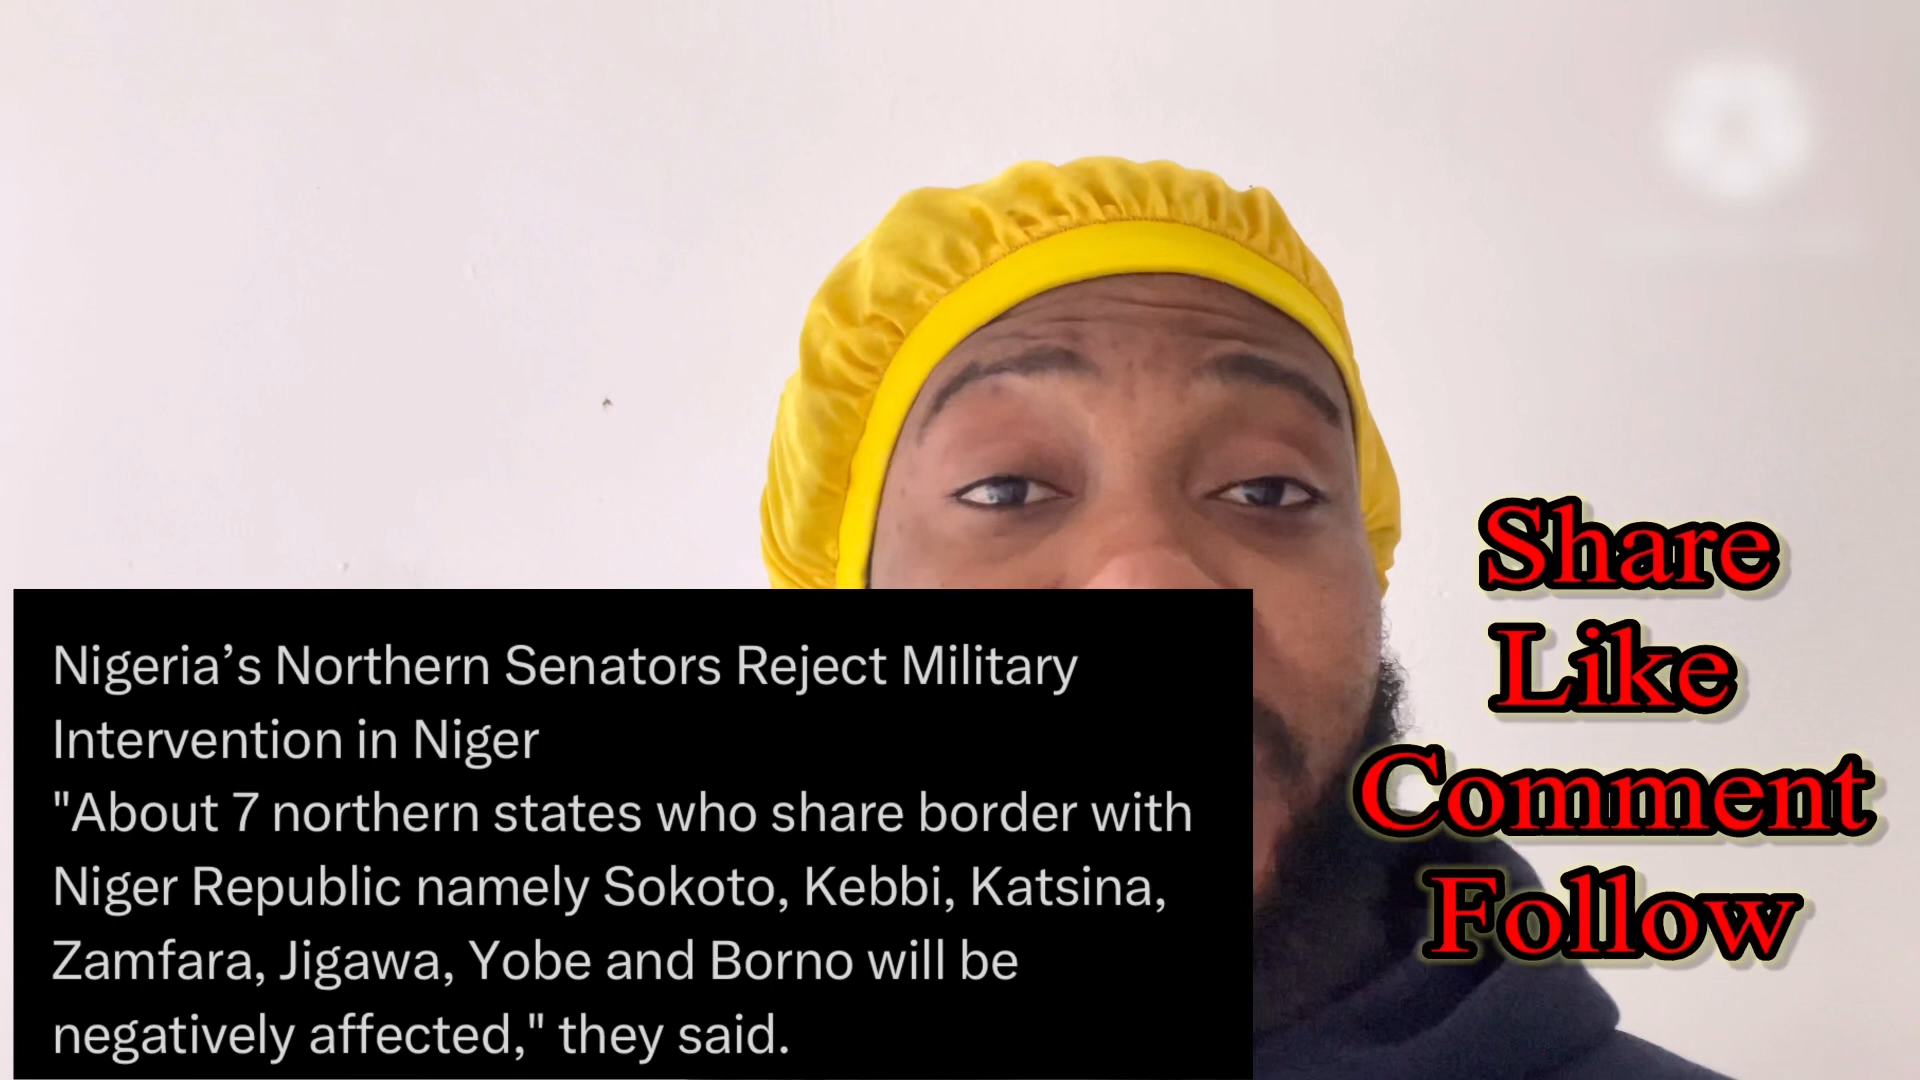 Nigeria’s Northern Senators Reject Military
Intervention in Niger
"About 7 northern states who share border with
Niger Republic namely Sokoto, Kebbi, Katsina,
Zamfara, Jigawa, Yobe and Borno will be
negatively affected," they said.
Share
Like
Comment
Follow